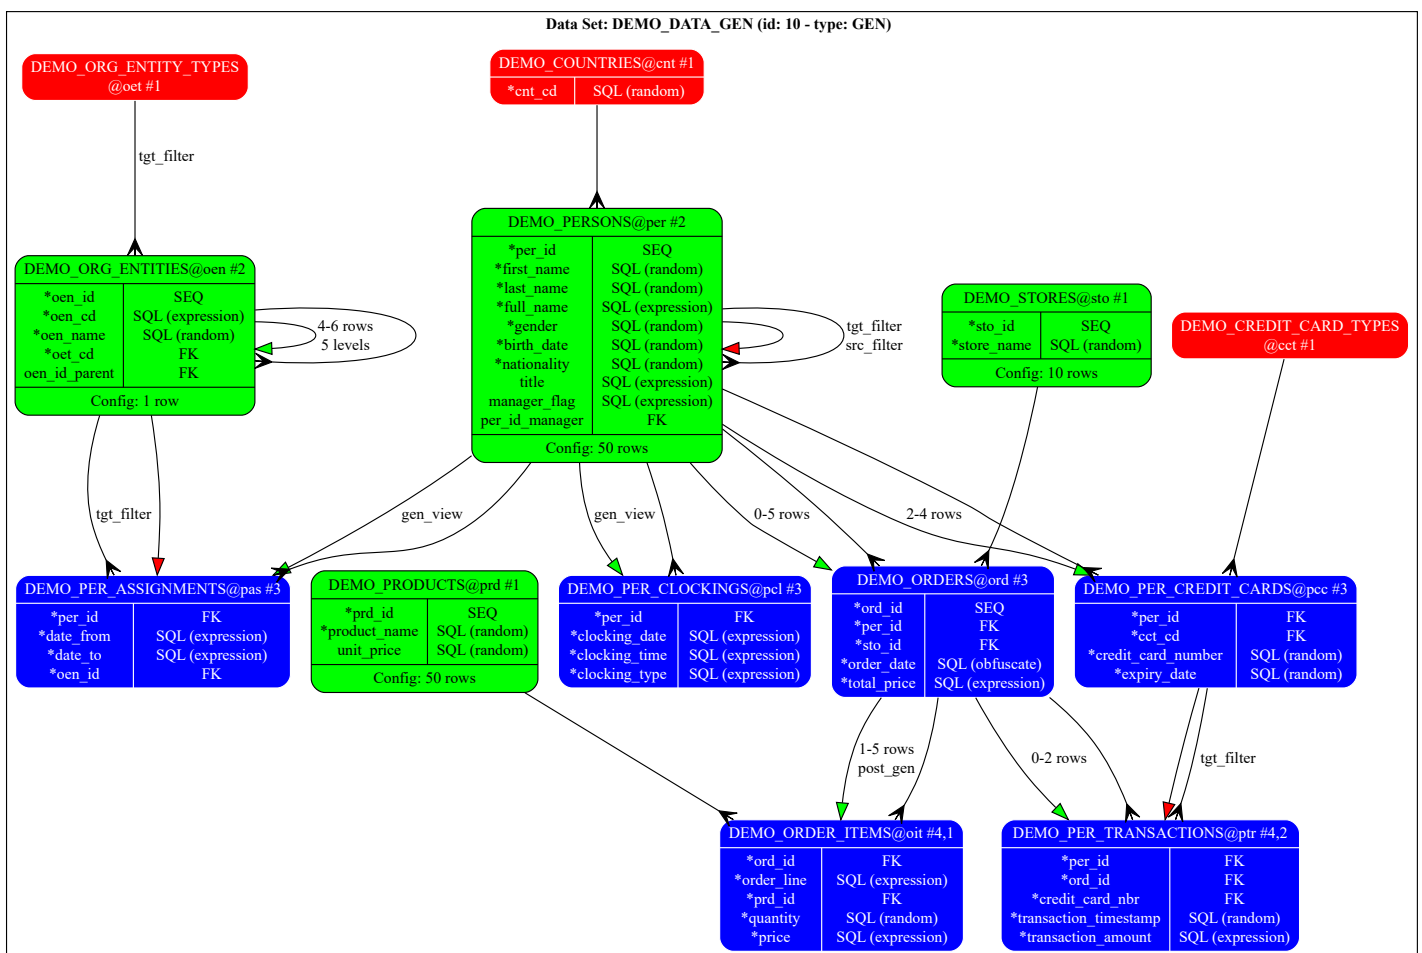 Data Set: DEMO_DATA_GEN (id: 10 - type: GEN)
DEMO_ORG_ENTITY_TYPES
@oet #1
DEMO_COUNTRIES@cnt #1
*cnt_cd SQL (random)
tgt_filter
DEMO_PERSONS@per #2
*per_id SEQ
*first_name SQL (random)
*last_name SQL (random)
*full_name SQL (expression)
*gender SQL (random)
*birth_date SQL (random)
*nationality SQL (random)
title SQL (expression)
manager_flag SQL (expression)
per_id_manager FK
Config: 50 rows
tgt_filter
src_filter
DEMO_ORG_ENTITIES@oen #2
*oen_id SEQ
*oen_cd SQL (expression)
*oen_name SQL (random)
*oet_cd FK
oen_id_parent FK
Config: 1 row
4-6 rows
5 levels
DEMO_STORES@sto #1
*sto_id SEQ
*store_name SQL (random)
Config: 10 rows
DEMO_CREDIT_CARD_TYPES
@cct #1
tgt_filter
gen_view
gen_view
0-5 rows
2-4 rows
DEMO_PER_ASSIGNMENTS@pas #3
*per_id FK
*date_from SQL (expression)
*date_to SQL (expression)
*oen_id FK
DEMO_PRODUCTS@prd #1
*prd_id SEQ
*product_name SQL (random)
unit_price SQL (random)
Config: 50 rows
DEMO_PER_CLOCKINGS@pcl #3
*per_id FK
*clocking_date SQL (expression)
*clocking_time SQL (expression)
*clocking_type SQL (expression)
DEMO_ORDERS@ord #3
*ord_id SEQ
*per_id FK
*sto_id FK
*order_date SQL (obfuscate)
*total_price SQL (expression)
DEMO_PER_CREDIT_CARDS@pcc #3
*per_id FK
*cct_cd FK
*credit_card_number SQL (random)
*expiry_date SQL (random)
1-5 rows
post_gen
0-2 rows
tgt_filter
DEMO_ORDER_ITEMS@oit #4,1
*ord_id FK
*order_line SQL (expression)
*prd_id FK
*quantity SQL (random)
*price SQL (expression)
DEMO_PER_TRANSACTIONS@ptr #4,2
*per_id FK
*ord_id FK
*credit_card_nbr FK
*transaction_timestamp SQL (random)
*transaction_amount SQL (expression)